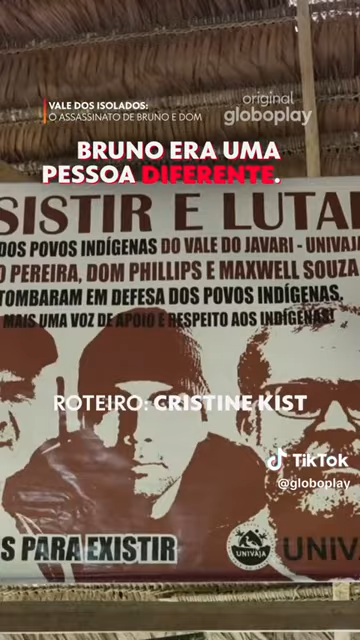 VALE DOS ISOLADOS:
O ASSASSINATO DE BRUNO E DOM
original
globoplay
BRUNO ERA UMA
PESSOA DIFERENTE.
SISTIR E LUTA
DOS POVOS INDÍGENAS DO VALE DO JAVARI - UNIVAJ
O PEREIRA, DOM PHILLIPS E MAXWELL SOUZA
TOMBARAM EM DEFESA DOS POVOS INDÍGENAS.
MAIS UMA VOZ DE APOIO E RESPEITO AOS INDÍGENAS!
ROTEIRO: CRISTINE KIST
TikTok
@globoplay
S PARA EXISTIR
UNIVAJA
UNIV